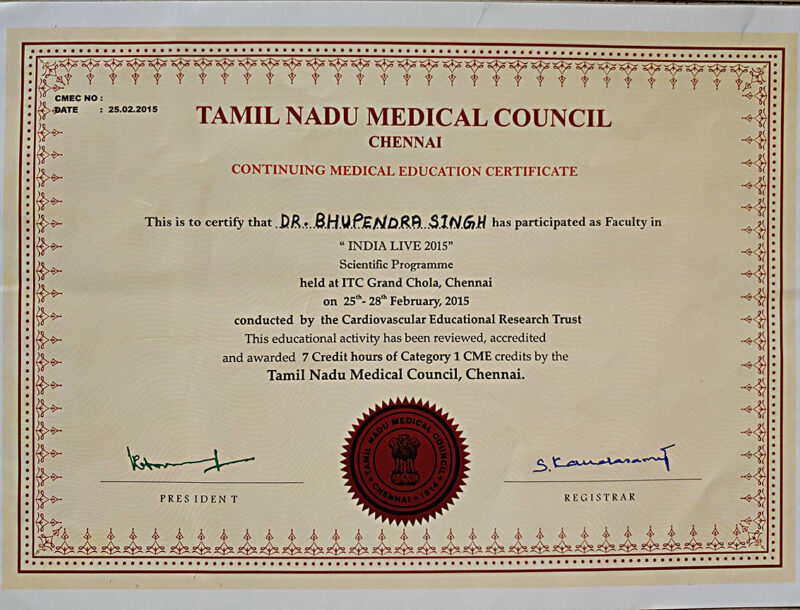 CMEC NO :
DATE : 25.02.2015
TAMIL NADU MEDICAL COUNCIL
CHENNAI
CONTINUING MEDICAL EDUCATION CERTIFICATE
This is to certify that DR. BHUPENDRA SINGH has participated as Faculty in
“ INDIA LIVE 2015”
Scientific Programme
held at ITC Grand Chola, Chennai
on 25th- 28th February, 2015
conducted by the Cardiovascular Educational Research Trust
This educational activity has been reviewed, accredited
and awarded 7 Credit hours of Category 1 CME credits by the
Tamil Nadu Medical Council, Chennai.
TAMIL NADU MEDICAL COUNCIL
CHENNAI * 1914
S. Kandasamy
PRESIDENT
REGISTRAR